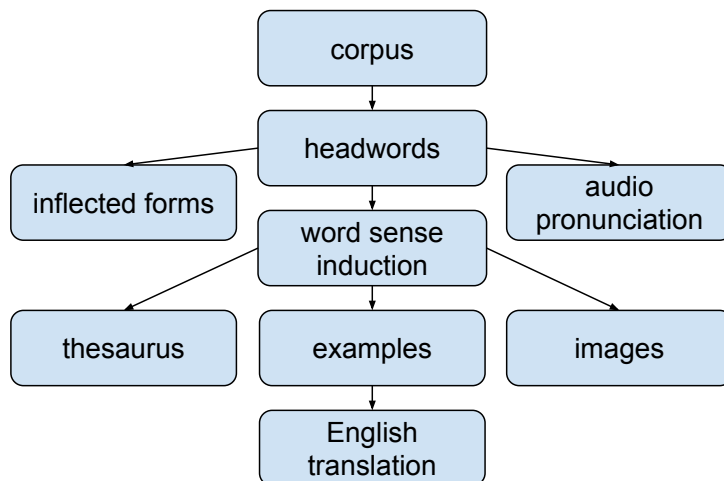 corpus
headwords
inflected forms
audio
pronunciation
word sense
induction
thesaurus
examples
images
English
translation